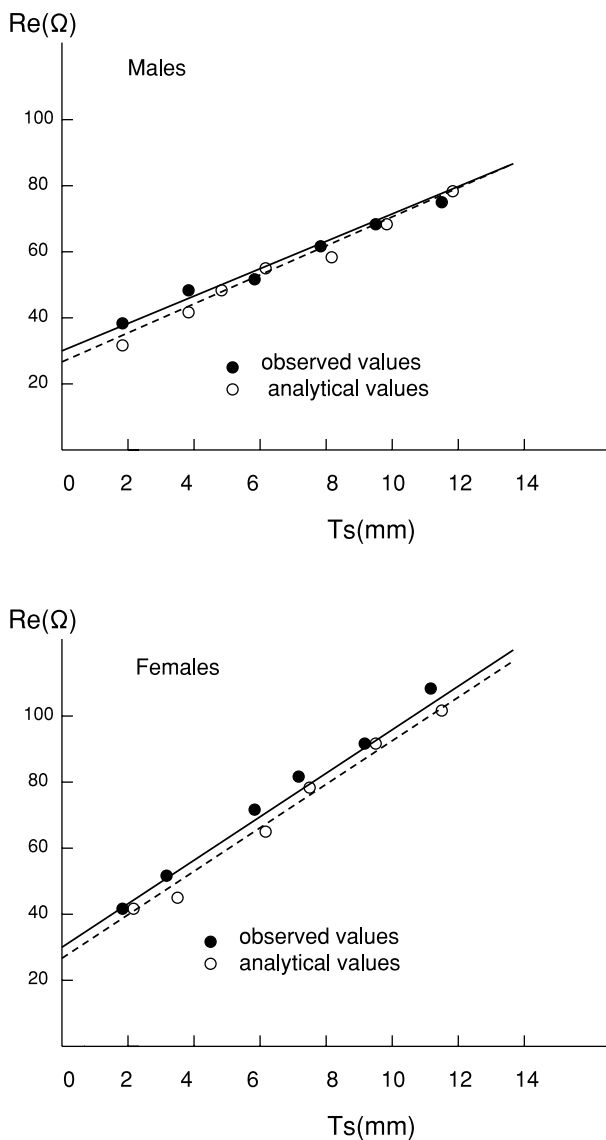 Re(Ω)
Males
100
80
60
40
20
observed values
analytical values
0 2 4 6 8 10 12 14
Ts(mm)
Re(Ω)
Females
100
80
60
40
20
observed values
analytical values
0 2 4 6 8 10 12 14
Ts(mm)